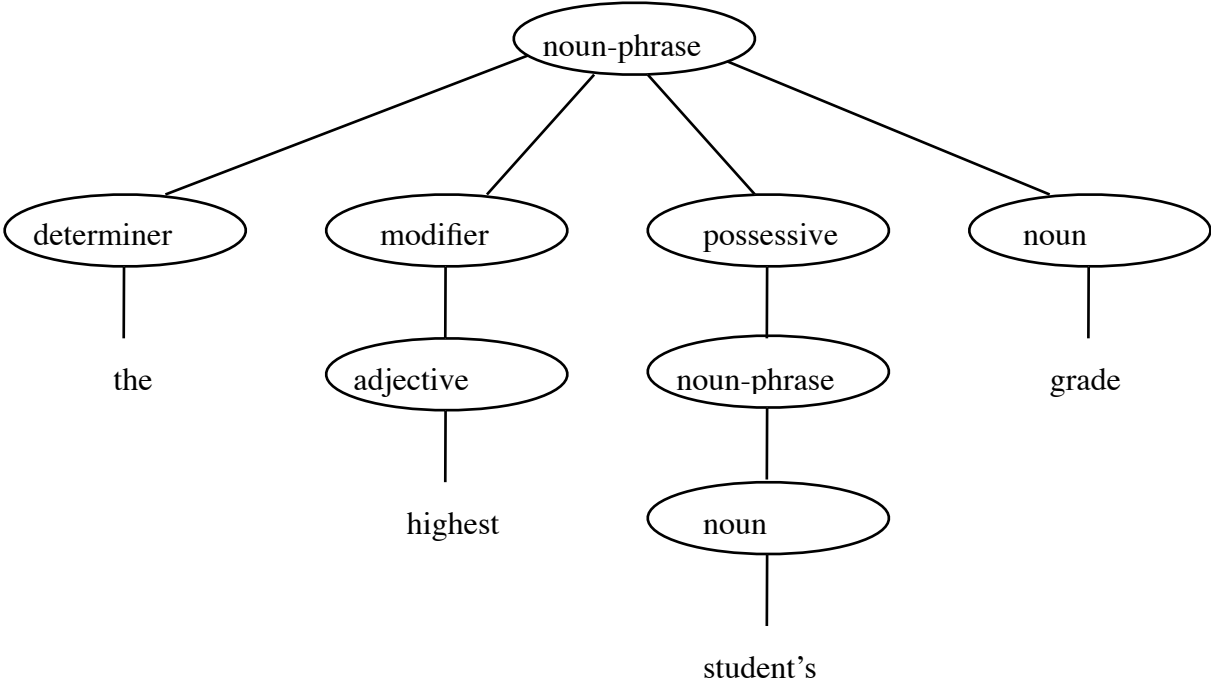 noun-phrase
determiner modifier possessive noun
the adjective noun-phrase grade
highest noun
student’s